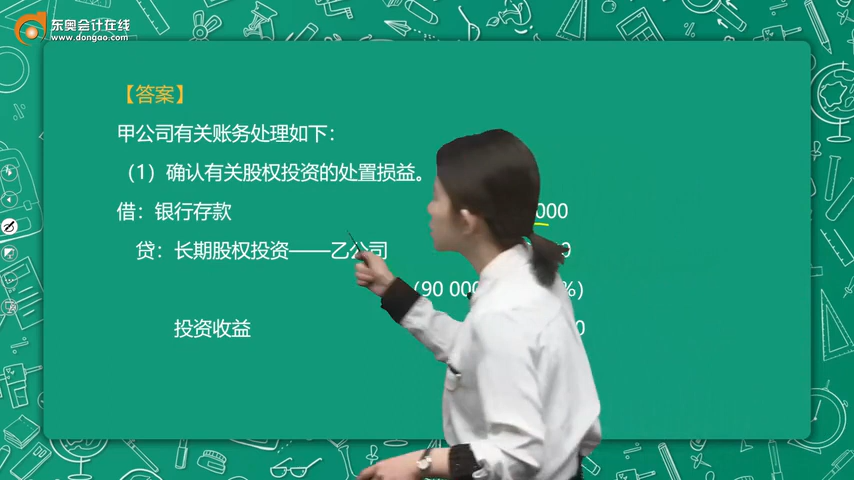 东奥会计在线
www.dongao.com
【答案】
甲公司有关账务处理如下：
（1）确认有关股权投资的处置损益。
借：银行存款 000
贷：长期股权投资——乙公司 0
（90 000 %）
投资收益 0